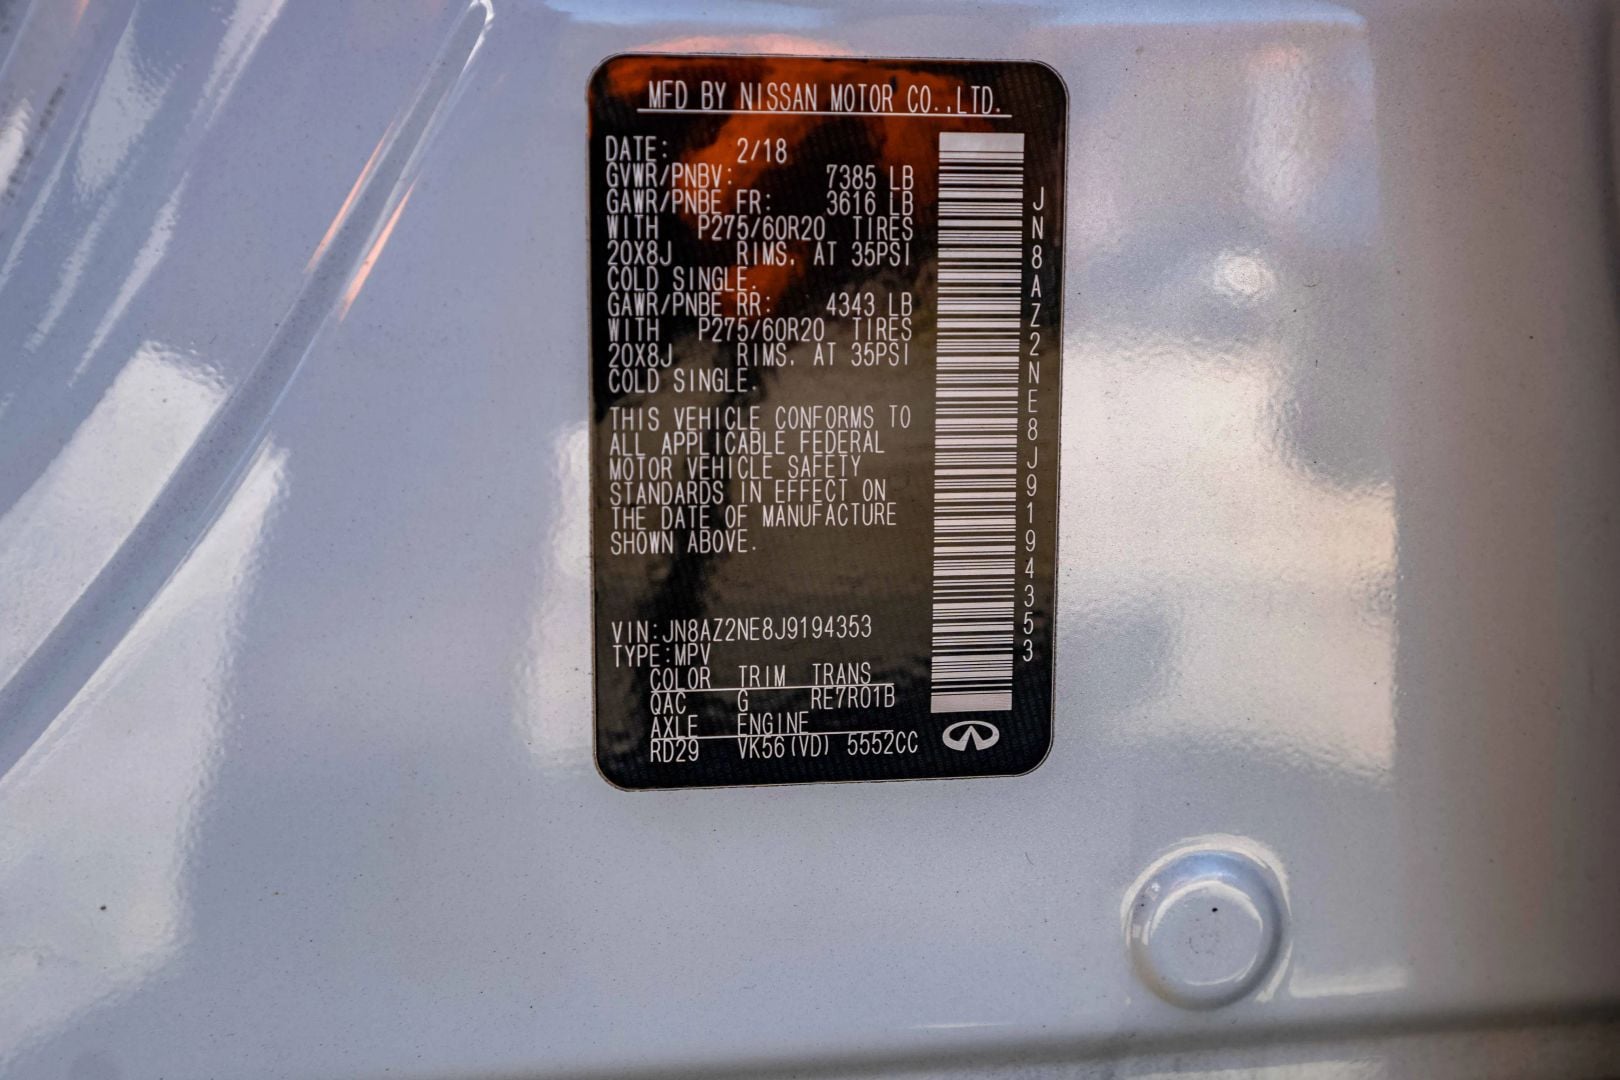 MFD BY NISSAN MOTOR CO.,LTD.
DATE: 2/18
GVWR/PNBV: 7385 LB
GAWR/PNBE FR: 3616 LB
WITH P275/60R20 TIRES
20X8J RIMS. AT 35PSI
COLD SINGLE.
GAWR/PNBE RR: 4343 LB
WITH P275/60R20 TIRES
20X8J RIMS. AT 35PSI
COLD SINGLE.
THIS VEHICLE CONFORMS TO
ALL APPLICABLE FEDERAL
MOTOR VEHICLE SAFETY
STANDARDS IN EFFECT ON
THE DATE OF MANUFACTURE
SHOWN ABOVE.
VIN:JN8AZ2NE8J9194353
TYPE:MPV
COLOR TRIM TRANS
QAC G RE7R01B
AXLE ENGINE
RD29 VK56(VD) 5552CC
JN8AZ2NE8J9194353